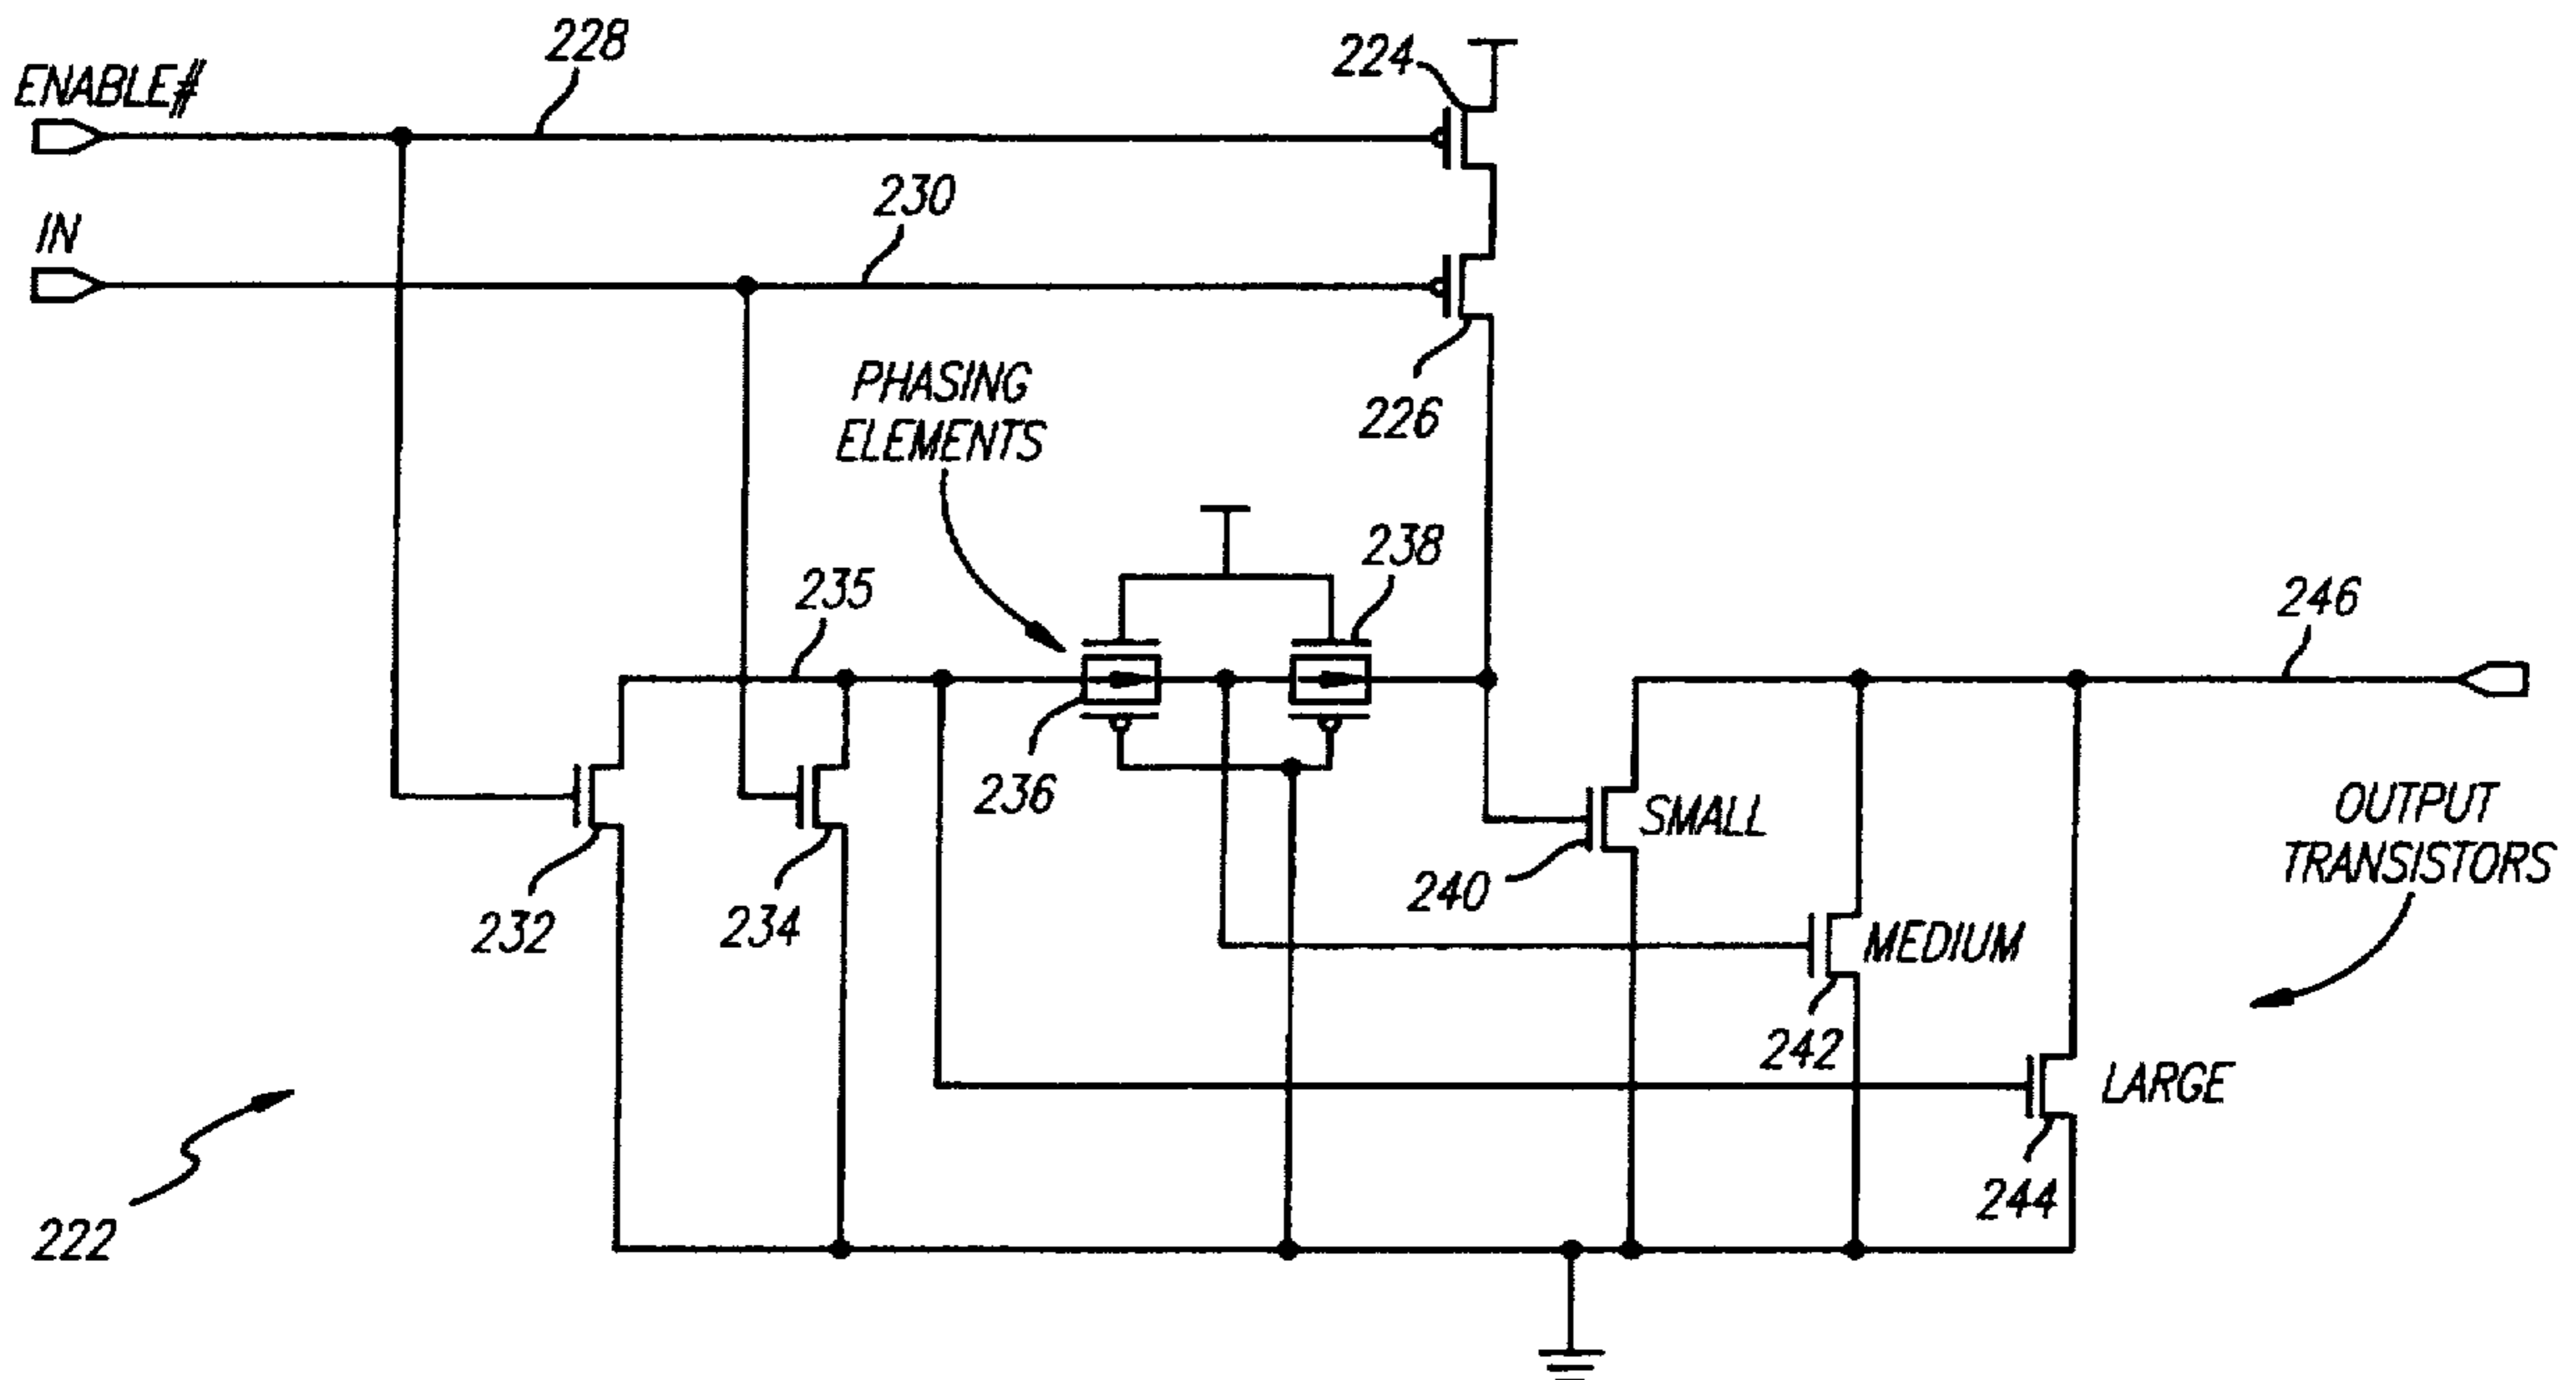 228
224
ENABLE#
230
IN
226
PHASING
ELEMENTS
238
235
246
236
SMALL
OUTPUT
TRANSISTORS
240
232
234
MEDIUM
242
LARGE
244
222